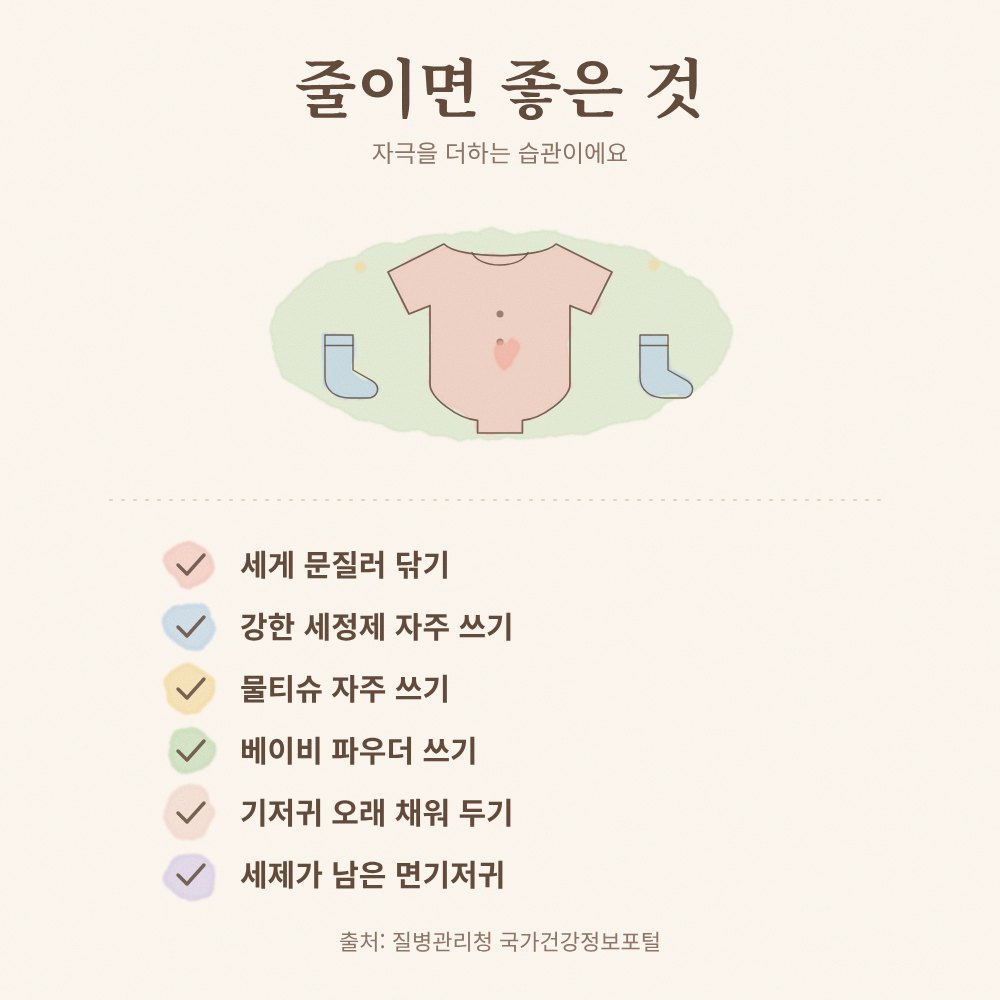 줄이면 좋은 것
자극을 더하는 습관이에요
세게 문질러 닦기
강한 세정제 자주 쓰기
물티슈 자주 쓰기
베이비 파우더 쓰기
기저귀 오래 채워 두기
세제가 남은 면기저귀
출처: 질병관리청 국가건강정보포털